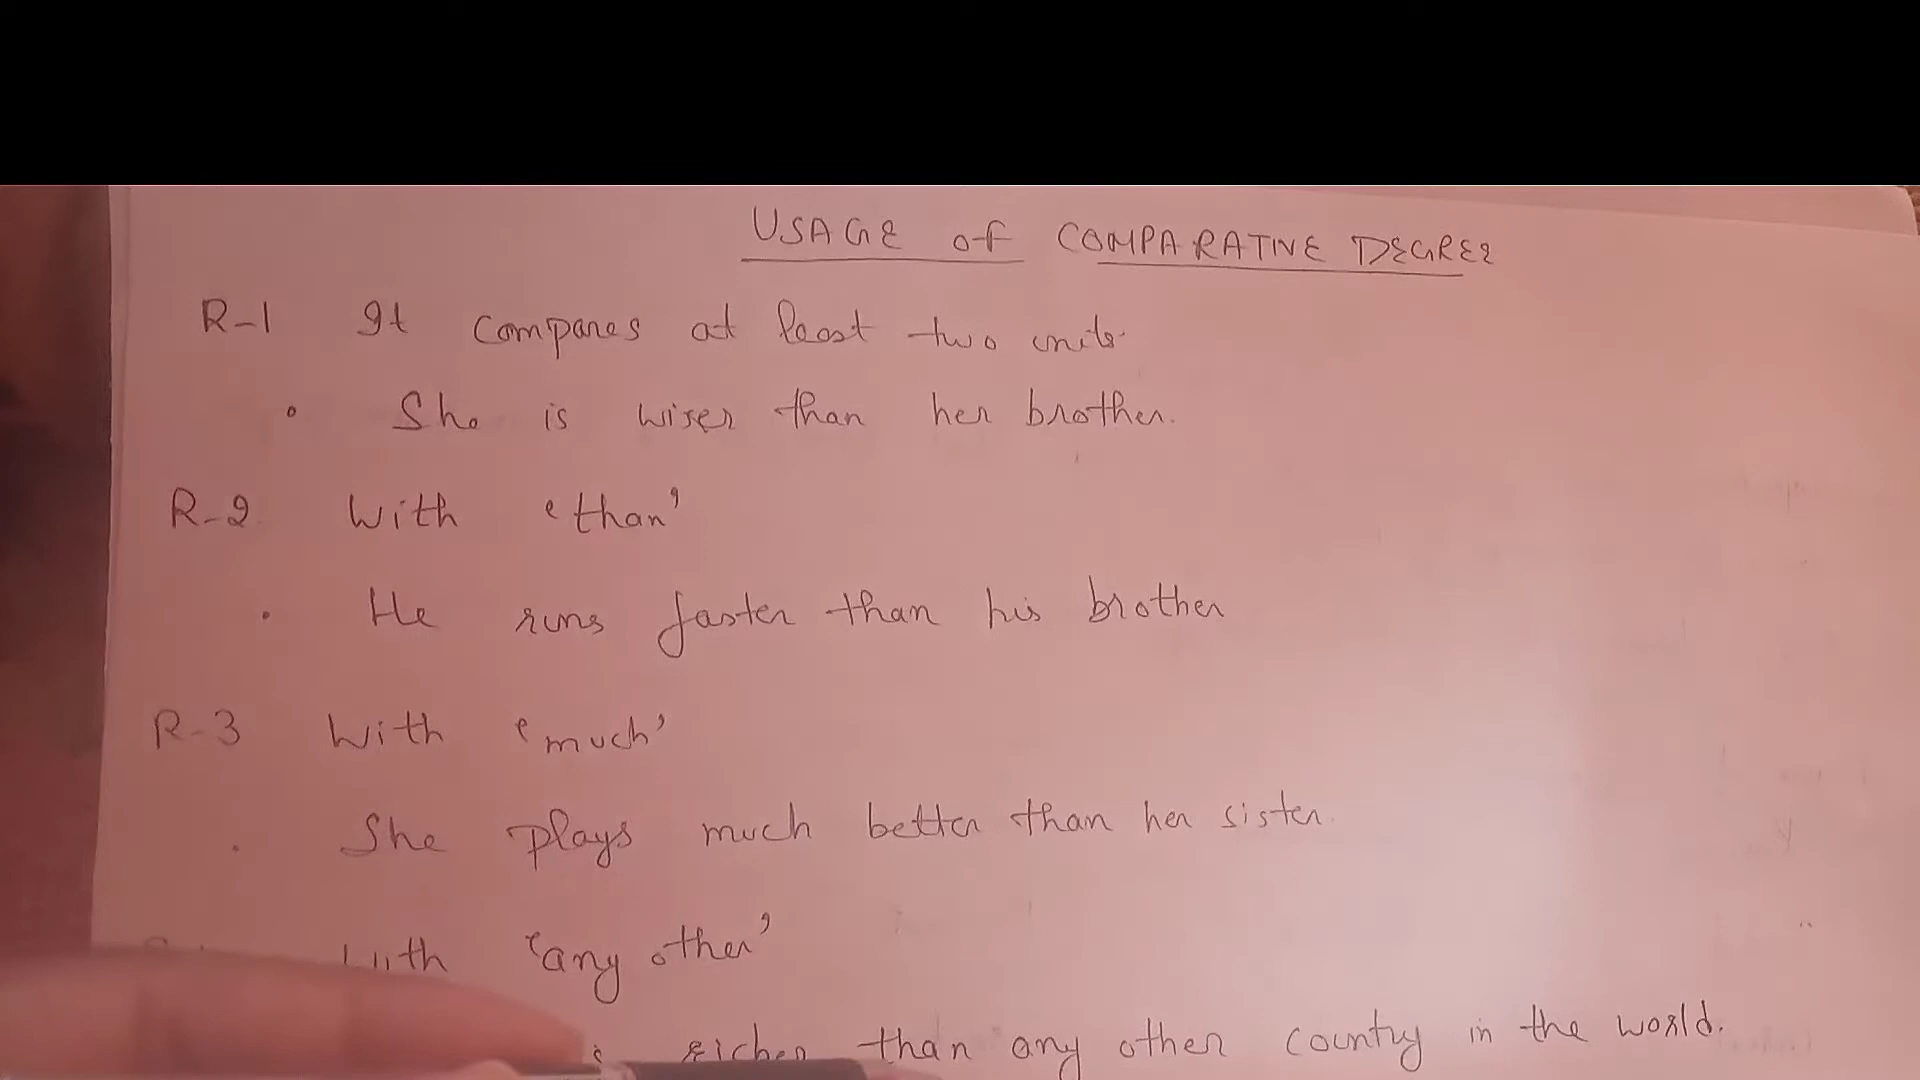 USAGE OF COMPARATIVE DEGREE
R-1 It compares at least two units
• She is wiser than her brother.
R-2 With 'than'
• He runs faster than his brother
R-3 With 'much'
• She plays much better than her sister.
With 'any other'
richer than any other country in the world.